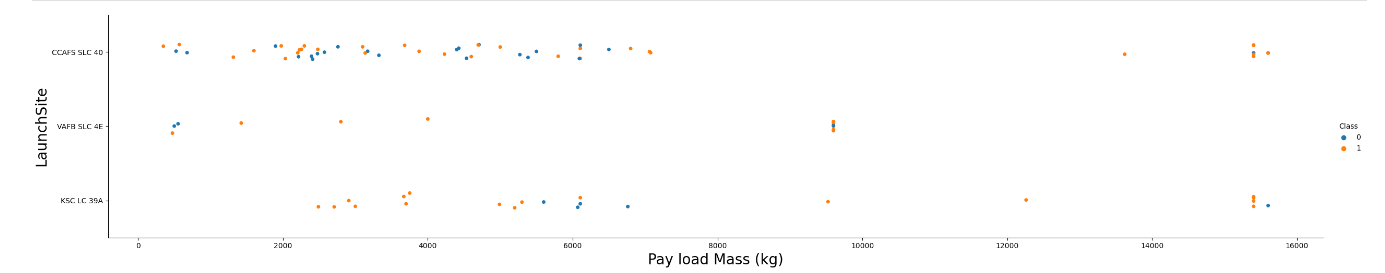 CCAFS SLC 40
VAFB SLC 4E
KSC LC 39A
LaunchSite
0 2000 4000 6000 8000 10000 12000 14000 16000
Pay load Mass (kg)
Class
0
1